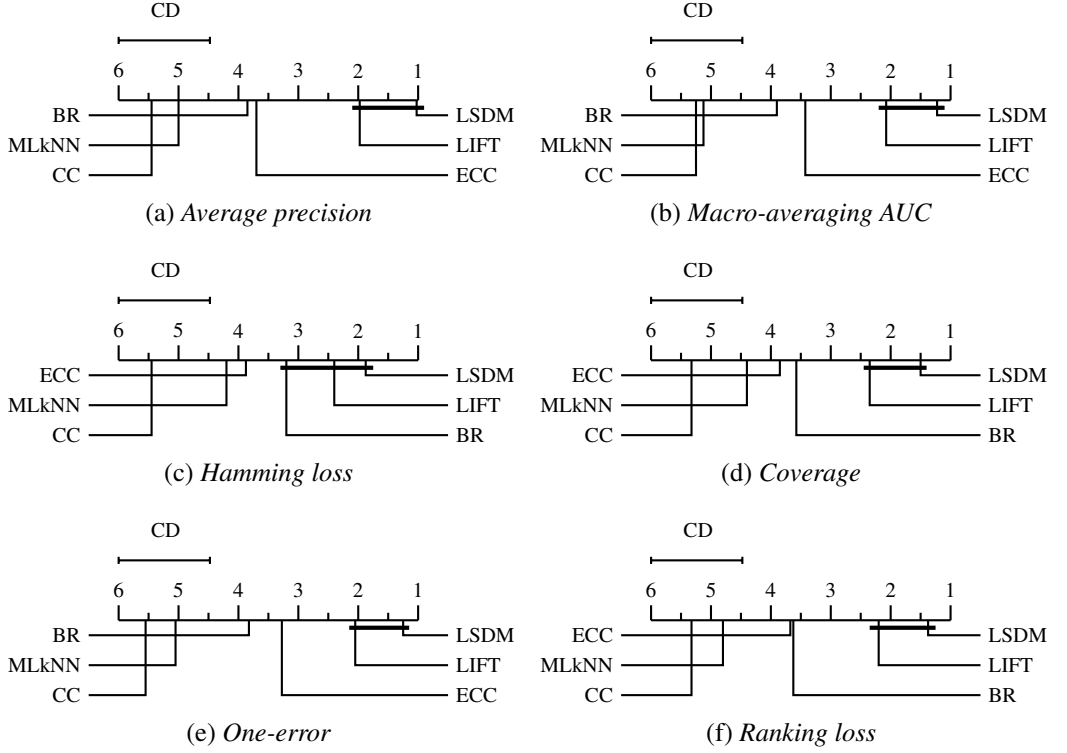 CD
6 5 4 3 2 1
BR
LSDM
MLkNN
LIFT
CC
ECC
(a) Average precision
CD
6 5 4 3 2 1
BR
LSDM
MLkNN
LIFT
CC
ECC
(b) Macro-averaging AUC
CD
6 5 4 3 2 1
ECC
LSDM
MLkNN
LIFT
CC
BR
(c) Hamming loss
CD
6 5 4 3 2 1
ECC
LSDM
MLkNN
LIFT
CC
BR
(d) Coverage
CD
6 5 4 3 2 1
BR
LSDM
MLkNN
LIFT
CC
ECC
(e) One-error
CD
6 5 4 3 2 1
ECC
LSDM
MLkNN
LIFT
CC
BR
(f) Ranking loss